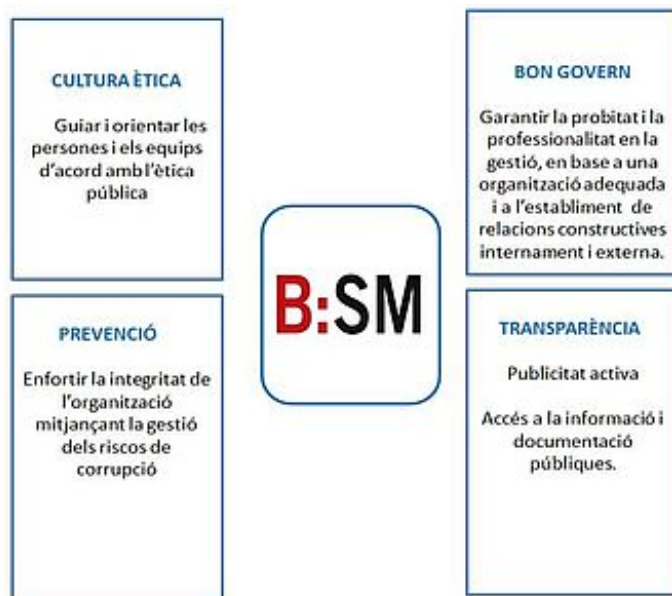 CULTURA ÈTICA
Guiar i orientar les
persones i els equips
d'acord amb l'ètica
pública
PREVENCIÓ
Enfortir la integritat de
l'organització
mitjançant la gestió
dels riscos de
corrupció
B:SM
BON GOVERN
Garantir la probitat i la
professionalitat en la
gestió, en base a una
organització adequada
i a l'establiment de
relacions constructives
internament i externa.
TRANSPARÈNCIA
Publicitat activa
Accés a la informació i
documentació
públiques.